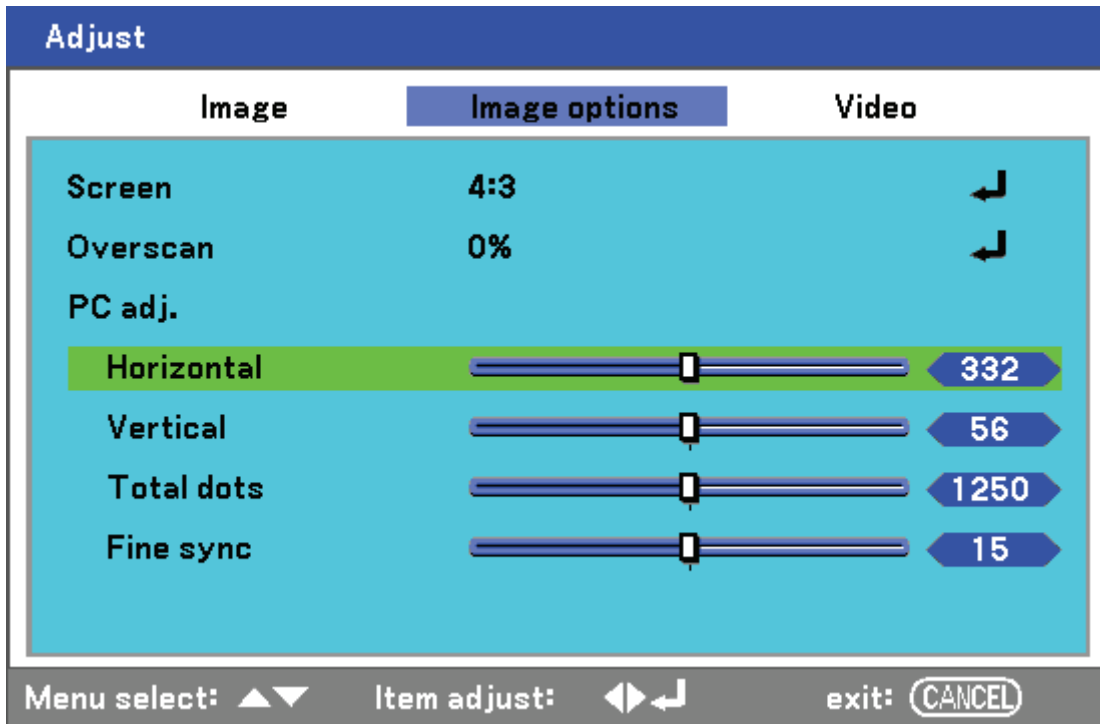 Adjust
Image Image options Video
Screen 4:3
Overscan 0%
PC adj.
Horizontal 332
Vertical 56
Total dots 1250
Fine sync 15
Menu select: ▲▼ Item adjust: ◀▶↵ exit: CANCEL